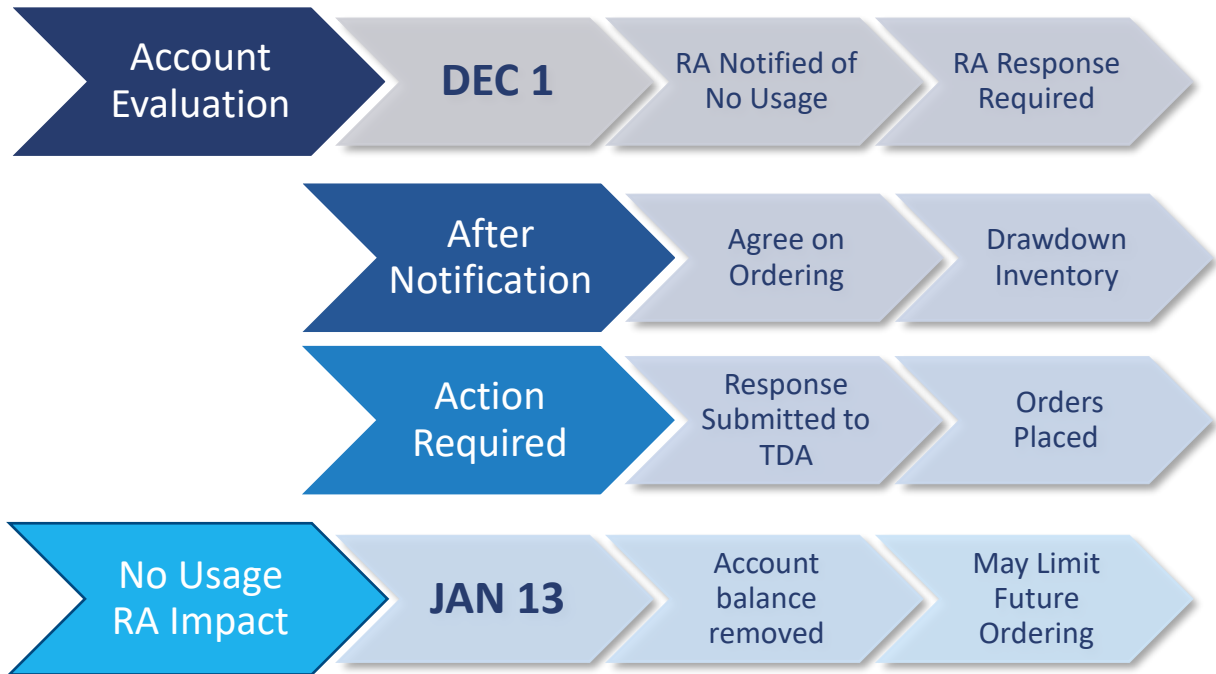 Account
Evaluation
DEC 1
RA Notified of
No Usage
RA Response
Required
After
Notification
Agree on
Ordering
Drawdown
Inventory
Action
Required
Response
Submitted to
TDA
Orders
Placed
No Usage
RA Impact
JAN 13
Account
balance
removed
May Limit
Future
Ordering